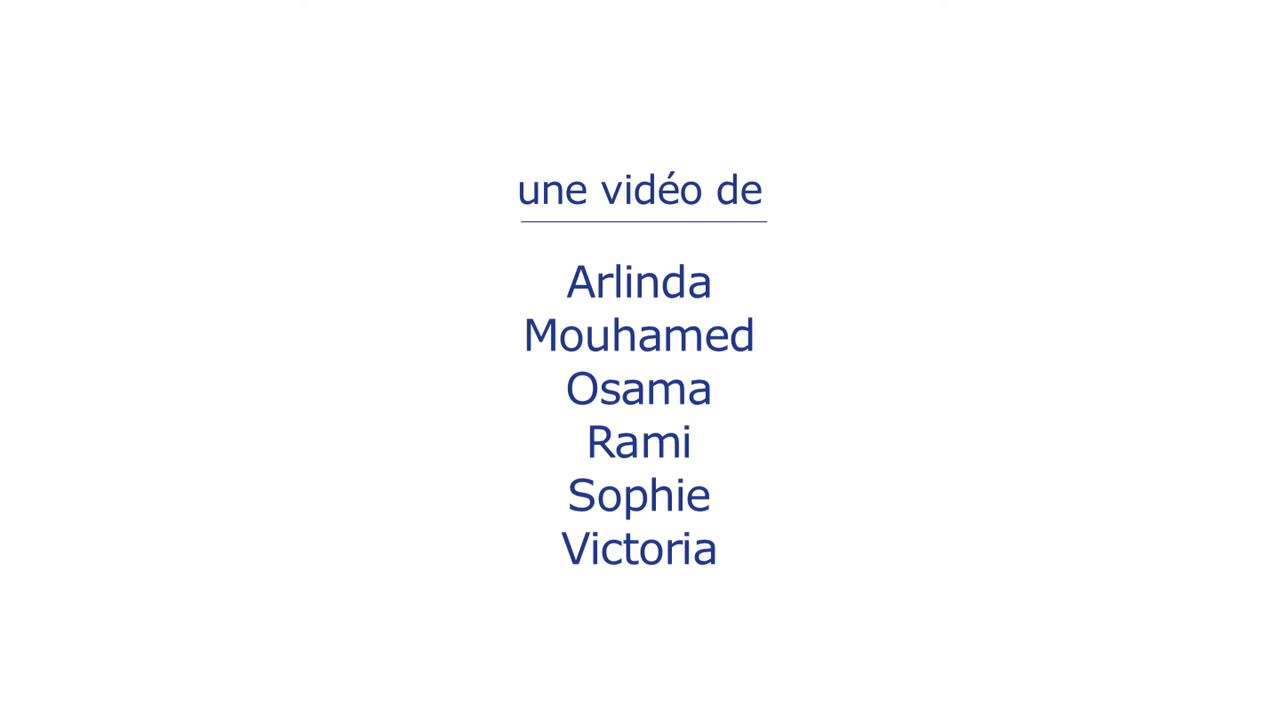 une vidéo de
Arlinda
Mouhamed
Osama
Rami
Sophie
Victoria